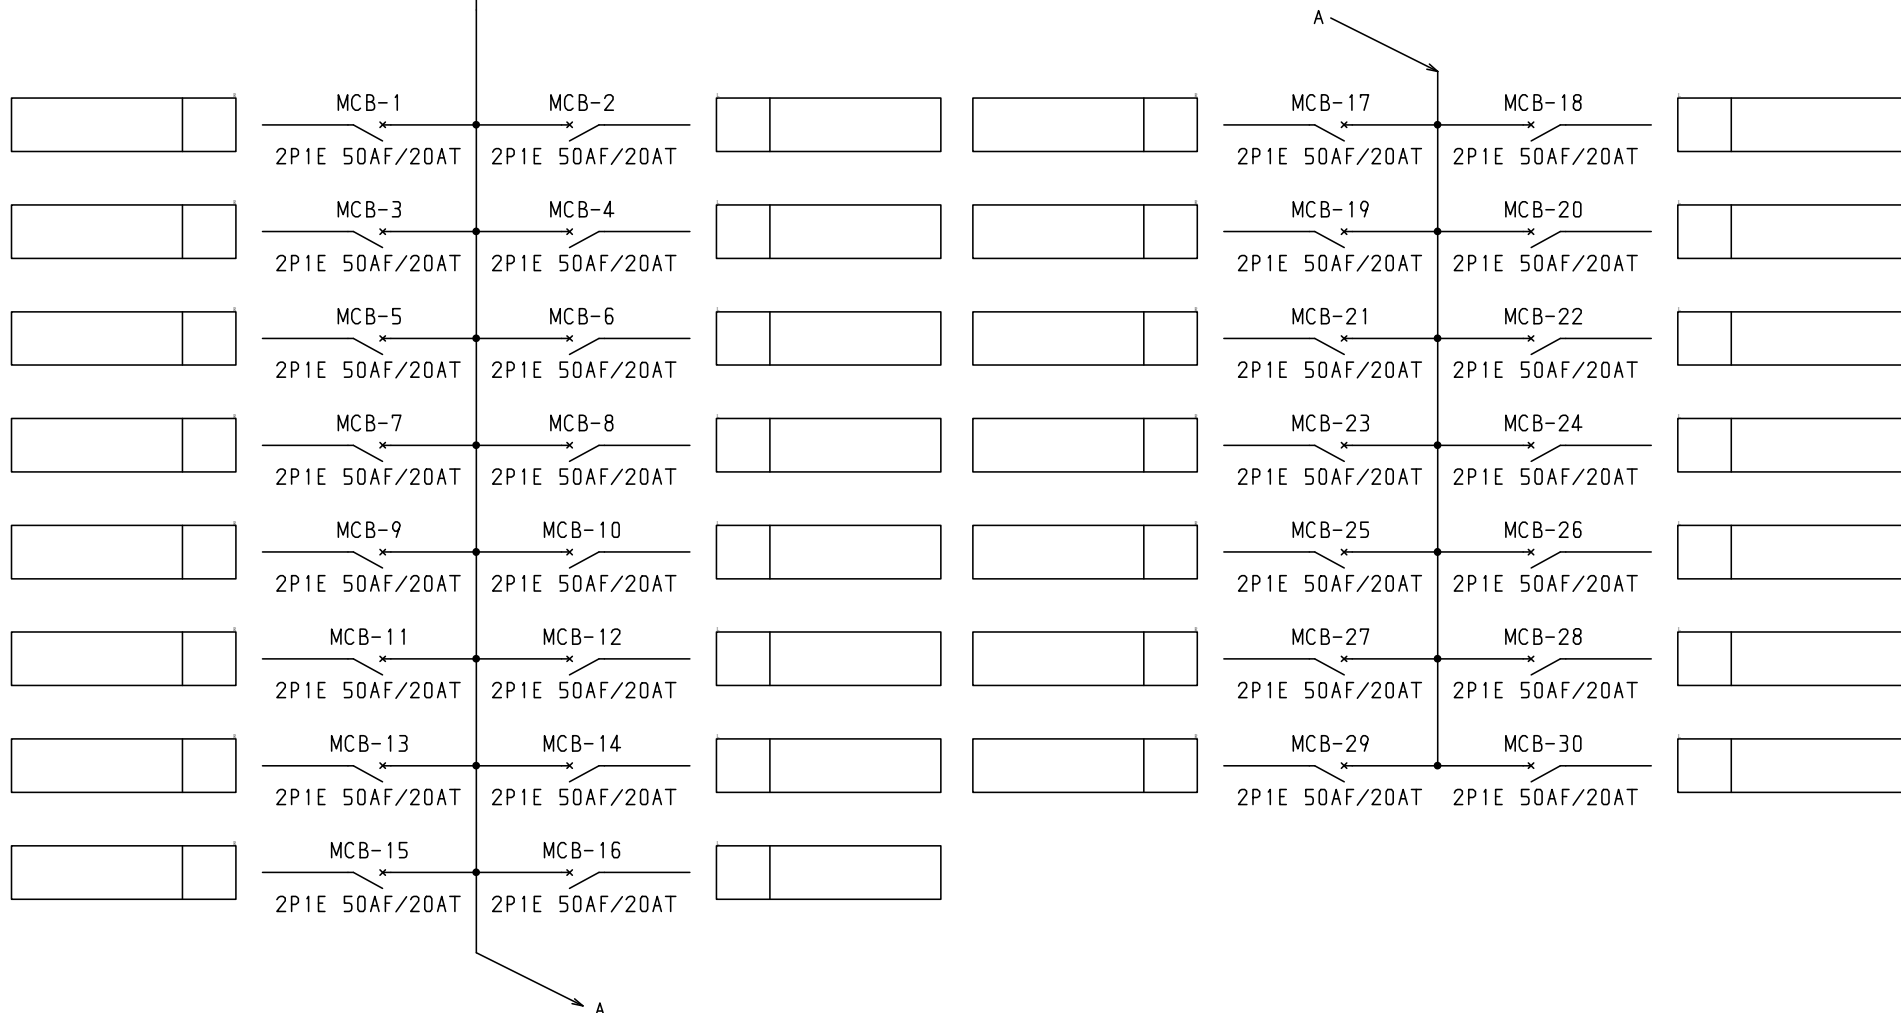 A
MCB-1 MCB-2 MCB-17 MCB-18
2P1E 50AF/20AT 2P1E 50AF/20AT 2P1E 50AF/20AT 2P1E 50AF/20AT
MCB-3 MCB-4 MCB-19 MCB-20
2P1E 50AF/20AT 2P1E 50AF/20AT 2P1E 50AF/20AT 2P1E 50AF/20AT
MCB-5 MCB-6 MCB-21 MCB-22
2P1E 50AF/20AT 2P1E 50AF/20AT 2P1E 50AF/20AT 2P1E 50AF/20AT
MCB-7 MCB-8 MCB-23 MCB-24
2P1E 50AF/20AT 2P1E 50AF/20AT 2P1E 50AF/20AT 2P1E 50AF/20AT
MCB-9 MCB-10 MCB-25 MCB-26
2P1E 50AF/20AT 2P1E 50AF/20AT 2P1E 50AF/20AT 2P1E 50AF/20AT
MCB-11 MCB-12 MCB-27 MCB-28
2P1E 50AF/20AT 2P1E 50AF/20AT 2P1E 50AF/20AT 2P1E 50AF/20AT
MCB-13 MCB-14 MCB-29 MCB-30
2P1E 50AF/20AT 2P1E 50AF/20AT 2P1E 50AF/20AT 2P1E 50AF/20AT
MCB-15 MCB-16
2P1E 50AF/20AT 2P1E 50AF/20AT
A